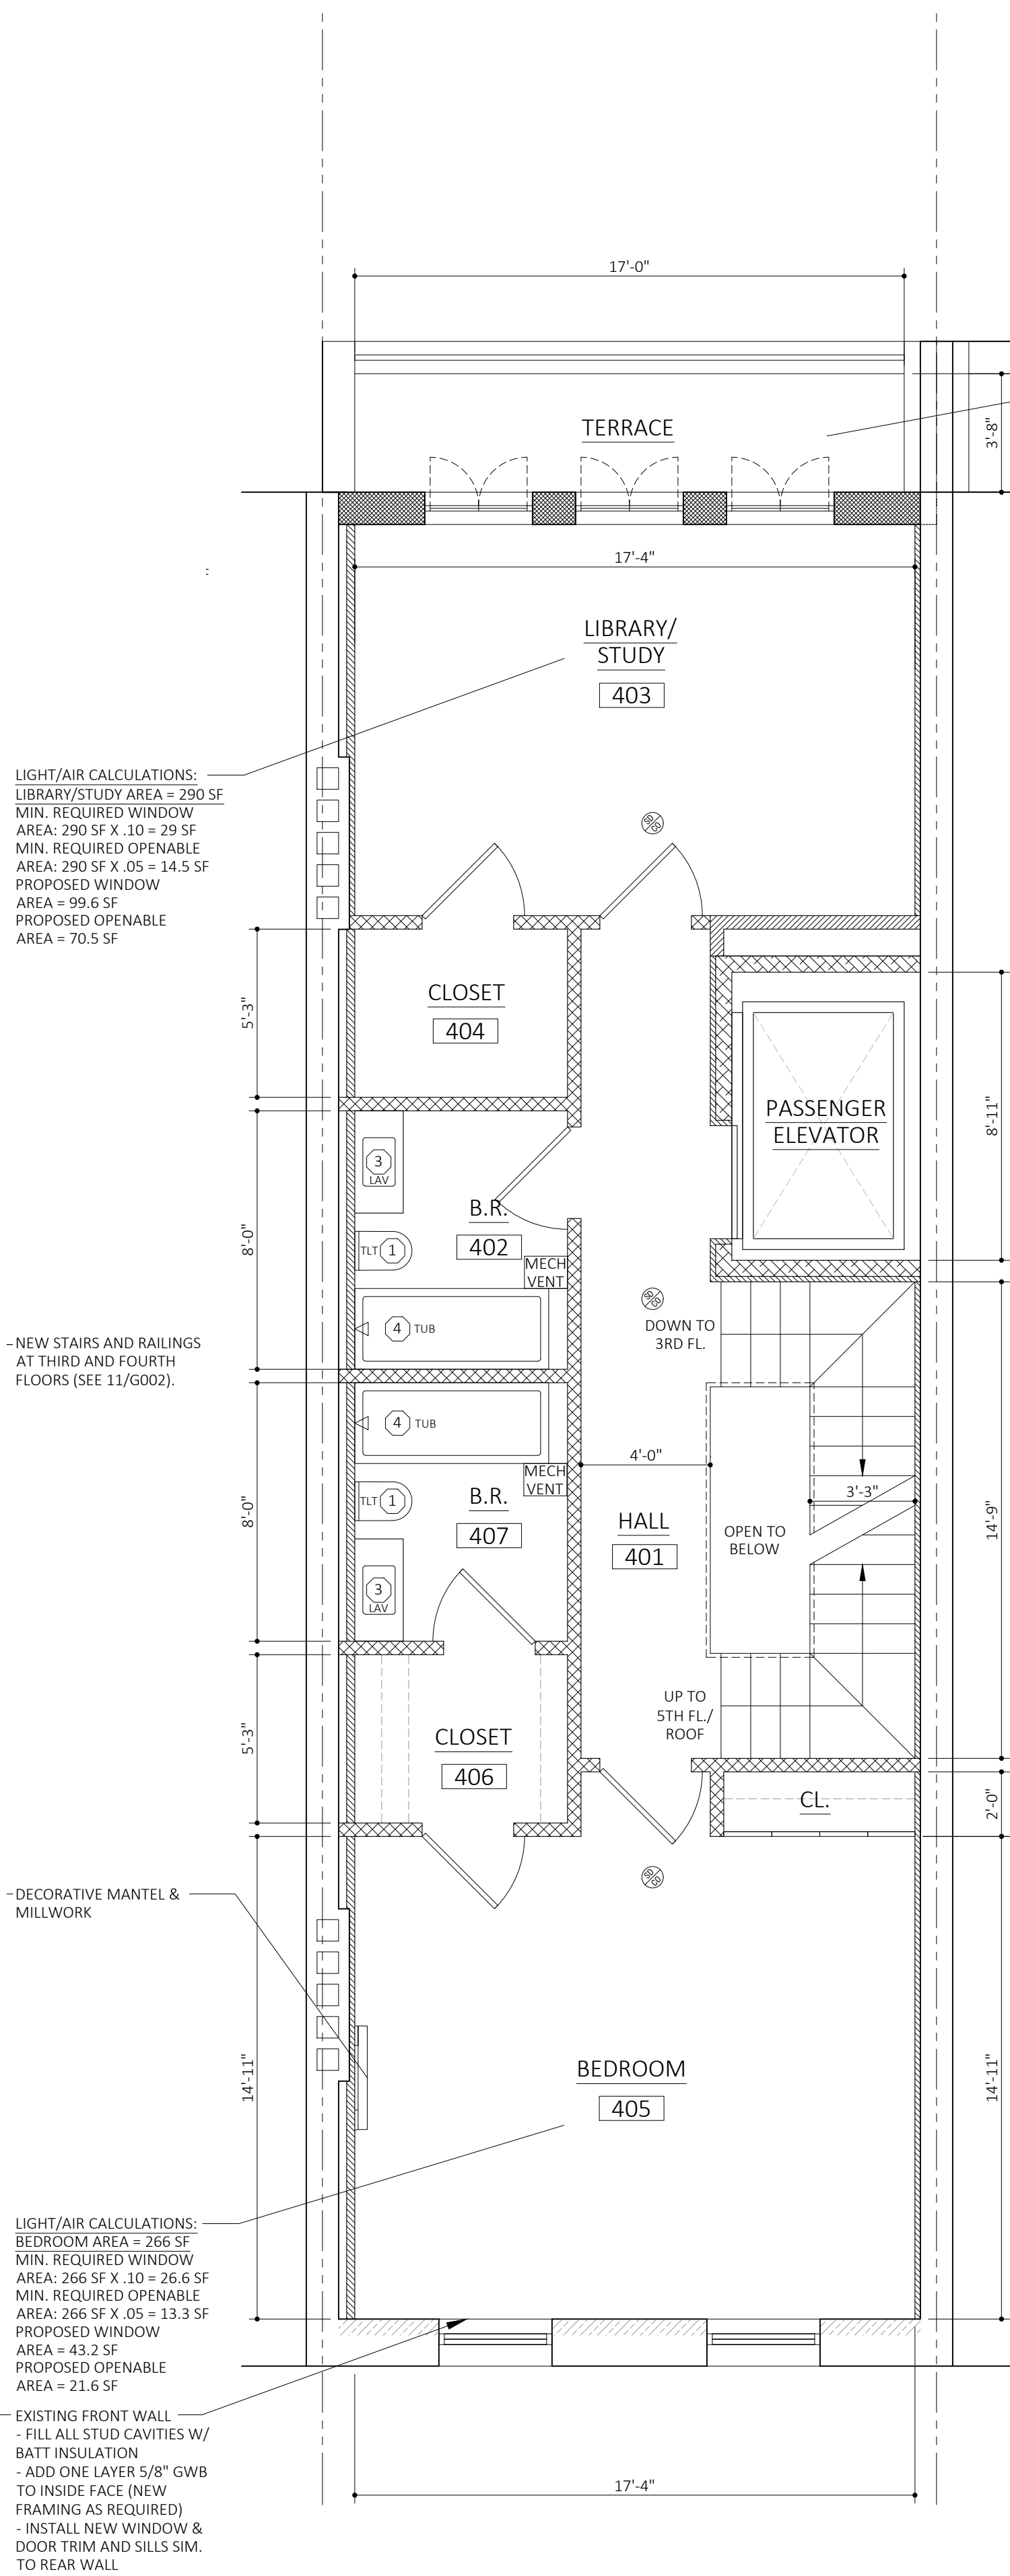 17'-0"
TERRACE
3'-8"
17'-4"
LIBRARY/
STUDY
403
LIGHT/AIR CALCULATIONS:
LIBRARY/STUDY AREA = 290 SF
MIN. REQUIRED WINDOW
AREA: 290 SF X .10 = 29 SF
MIN. REQUIRED OPENABLE
AREA: 290 SF X .05 = 14.5 SF
PROPOSED WINDOW
AREA = 99.6 SF
PROPOSED OPENABLE
AREA = 70.5 SF
SD
CO
CLOSET
404
5'-3"
PASSENGER
ELEVATOR
8'-11"
3
LAV
B.R.
402
TLT 1
MECH
VENT
4 TUB
8'-0"
SD
CO
DOWN TO
3RD FL.
NEW STAIRS AND RAILINGS
AT THIRD AND FOURTH
FLOORS (SEE 11/G002).
4 TUB
MECH
VENT
TLT 1
B.R.
407
3
LAV
8'-0"
4'-0"
3'-3"
HALL
401
OPEN TO
BELOW
14'-9"
UP TO
5TH FL./
ROOF
CLOSET
406
5'-3"
CL.
2'-0"
SD
CO
DECORATIVE MANTEL &
MILLWORK
BEDROOM
405
14'-11"
14'-11"
LIGHT/AIR CALCULATIONS:
BEDROOM AREA = 266 SF
MIN. REQUIRED WINDOW
AREA: 266 SF X .10 = 26.6 SF
MIN. REQUIRED OPENABLE
AREA: 266 SF X .05 = 13.3 SF
PROPOSED WINDOW
AREA = 43.2 SF
PROPOSED OPENABLE
AREA = 21.6 SF
EXISTING FRONT WALL
- FILL ALL STUD CAVITIES W/
BATT INSULATION
- ADD ONE LAYER 5/8" GWB
TO INSIDE FACE (NEW
FRAMING AS REQUIRED)
- INSTALL NEW WINDOW &
DOOR TRIM AND SILLS SIM.
TO REAR WALL
17'-4"